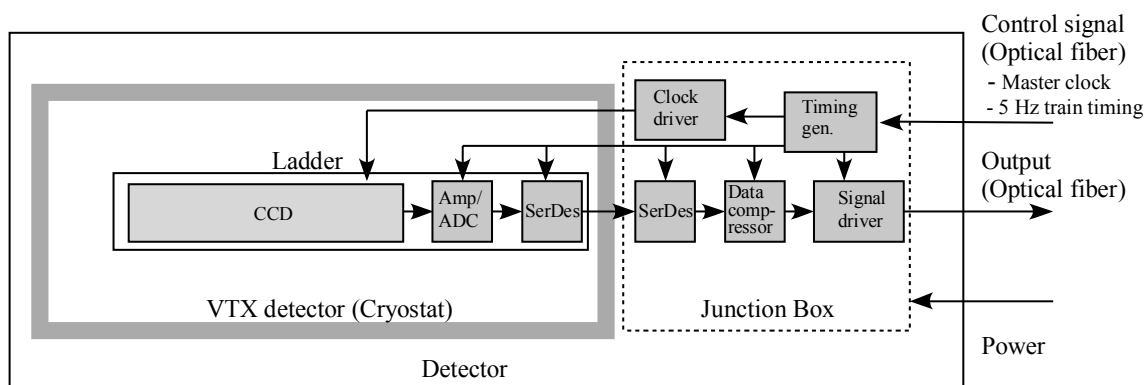 Control signal
(Optical fiber)
- Master clock
- 5 Hz train timing
Clock
driver
Timing
gen.
Ladder
Output
(Optical fiber)
CCD
Amp/
ADC
SerDes
SerDes
Data
comp-
ressor
Signal
driver
VTX detector (Cryostat)
Junction Box
Power
Detector